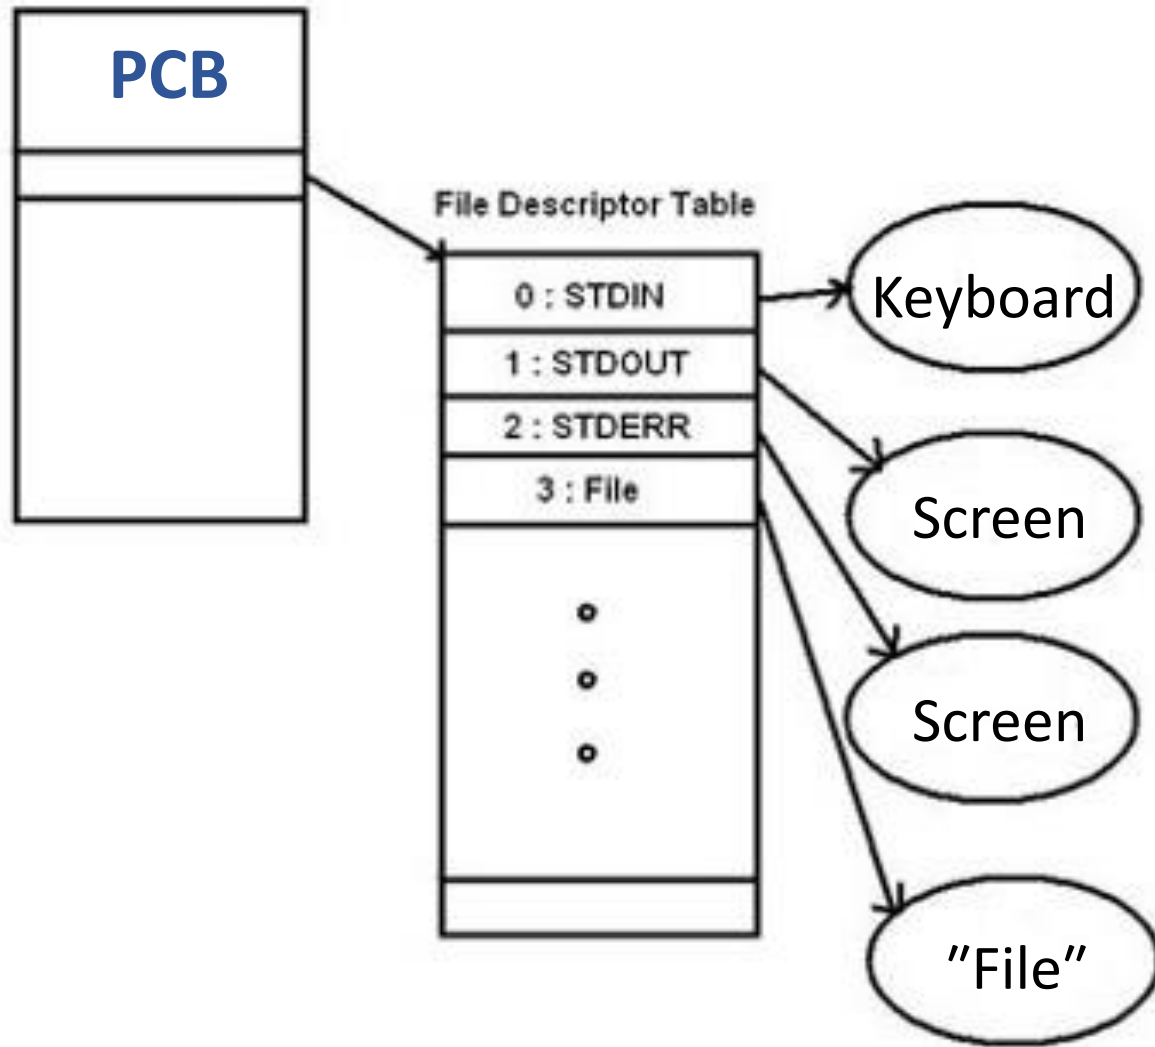 PCB
File Descriptor Table
0 : STDIN
1 : STDOUT
2 : STDERR
3 : File
Keyboard
Screen
Screen
″File”